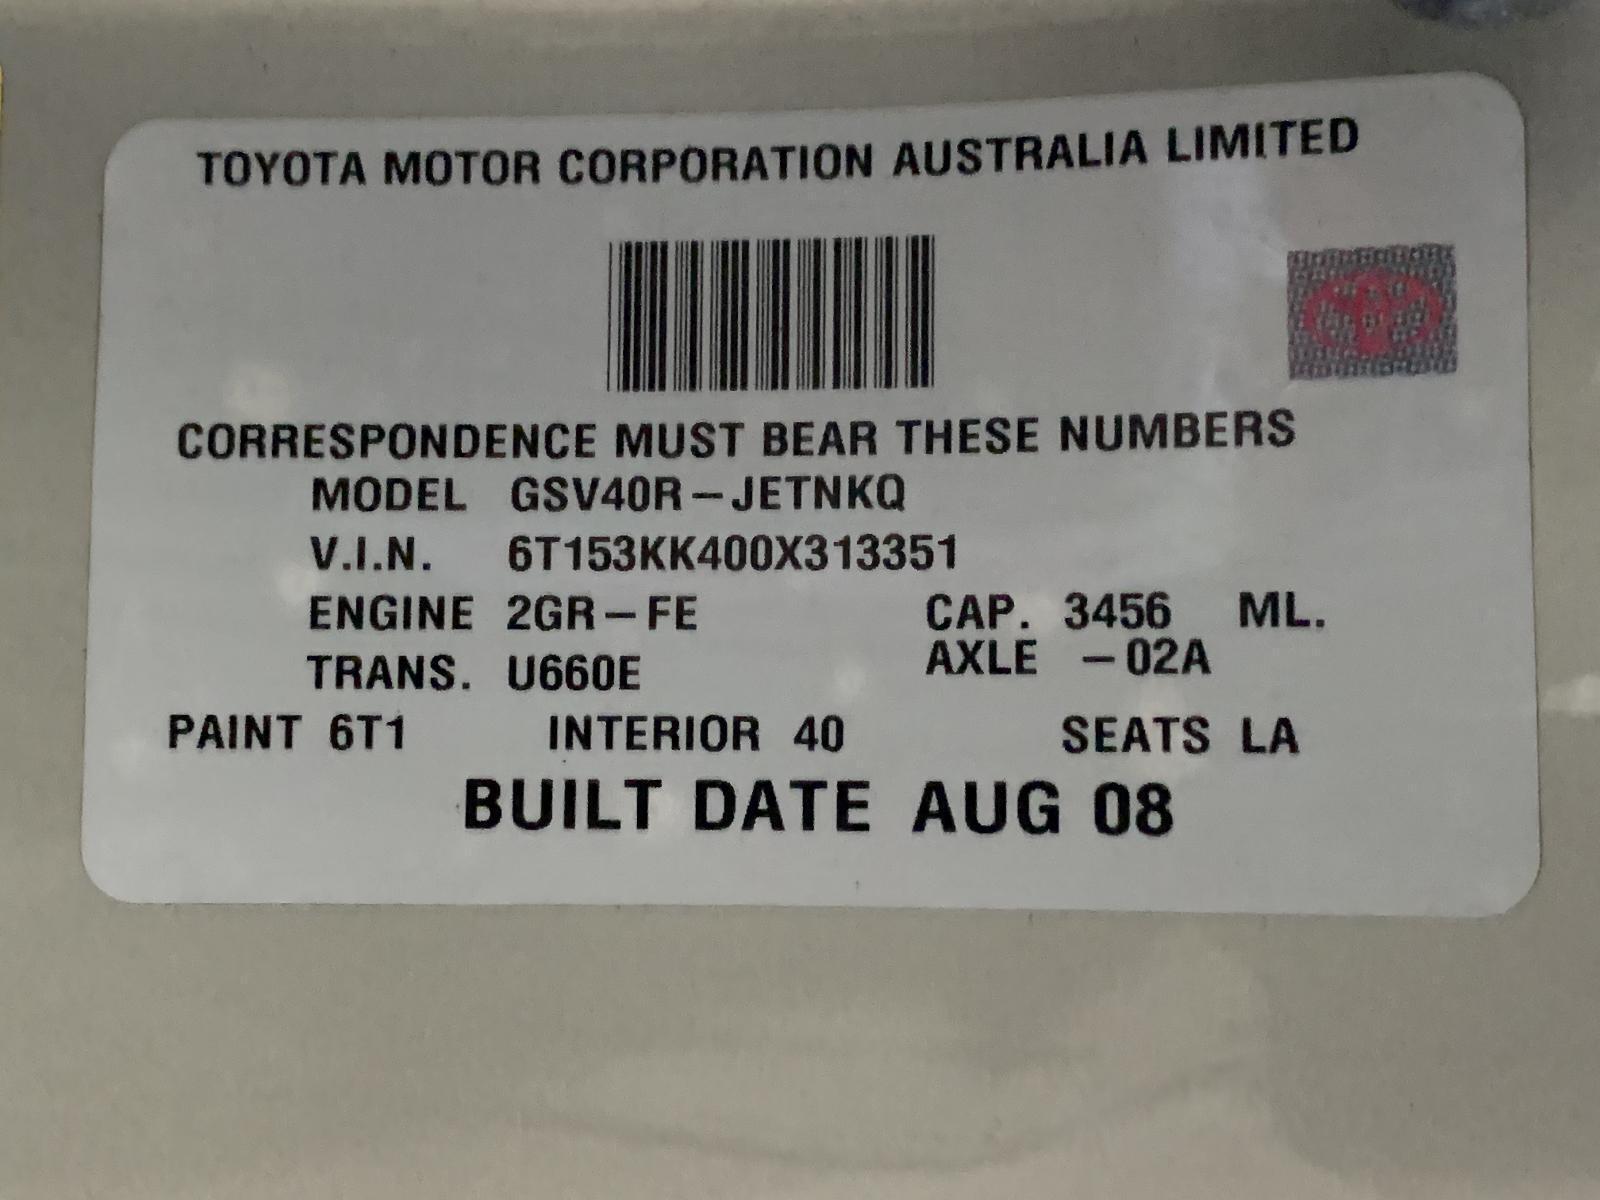 TOYOTA MOTOR CORPORATION AUSTRALIA LIMITED
CORRESPONDENCE MUST BEAR THESE NUMBERS
MODEL GSV40R-JETNKQ
V.I.N. 6T153KK400X313351
ENGINE 2GR-FE CAP. 3456 ML.
TRANS. U660E AXLE -02A
PAINT 6T1 INTERIOR 40 SEATS LA
BUILT DATE AUG 08